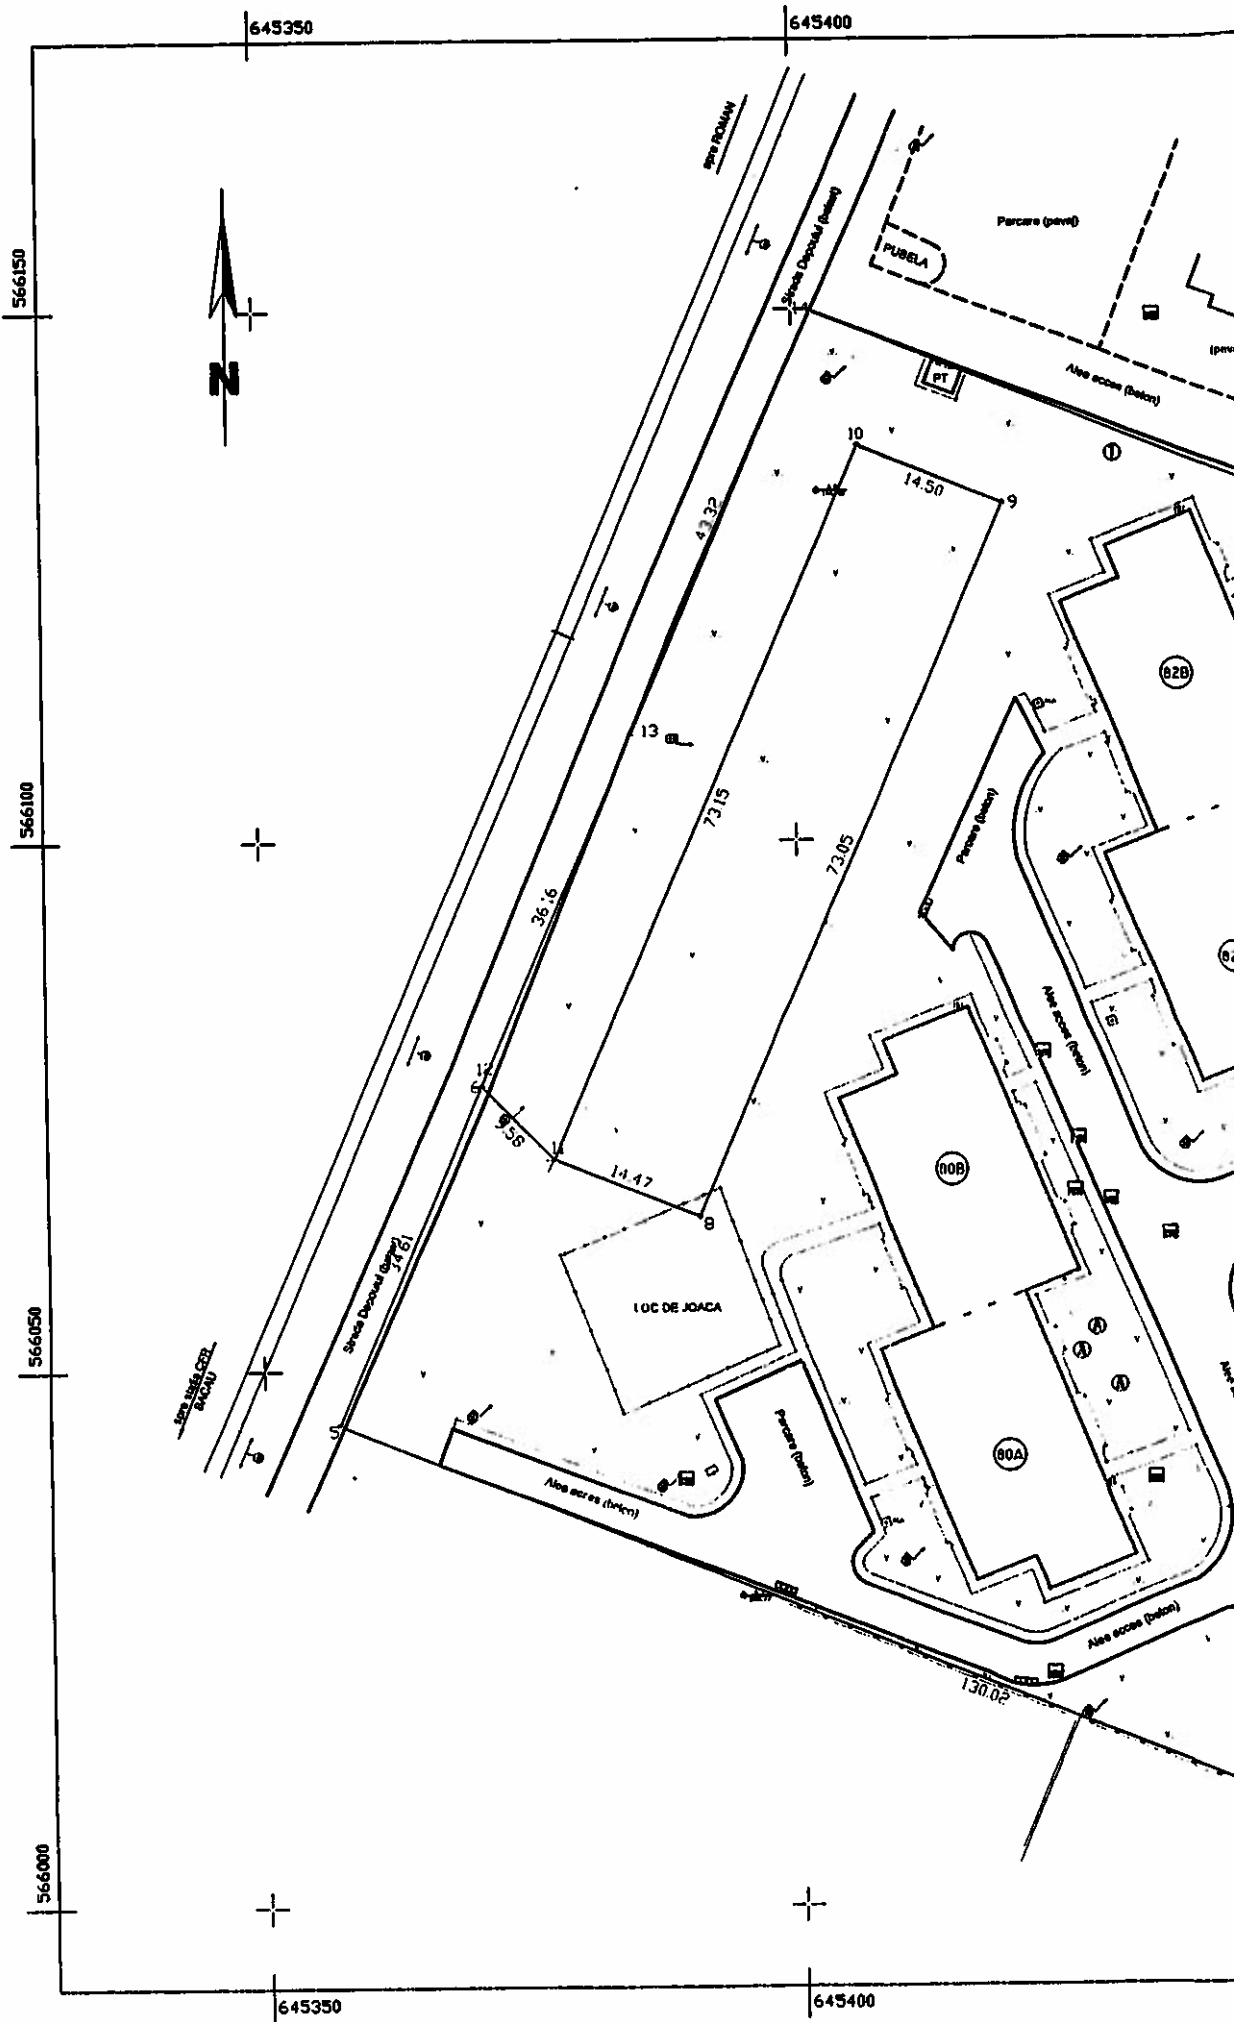 645350
645400
spre ROMAN
Strada Depoului (beton)
Parcare (pavaj)
PUBELA
566150
N
PT
Alee acces (beton)
10
14.50
9
43.32
82B
13
73.15
73.05
566100
Parcare (beton)
36.16
Alee acces (beton)
12
6
9.58
11
14.47
8
80B
34.61
Strada Depoului (beton)
LOC DE JOACA
566050
spre statia CFR
BACAU
5
Parcare (beton)
80A
Alee acces (beton)
Alee acces (beton)
130.02
566000
645350
645400